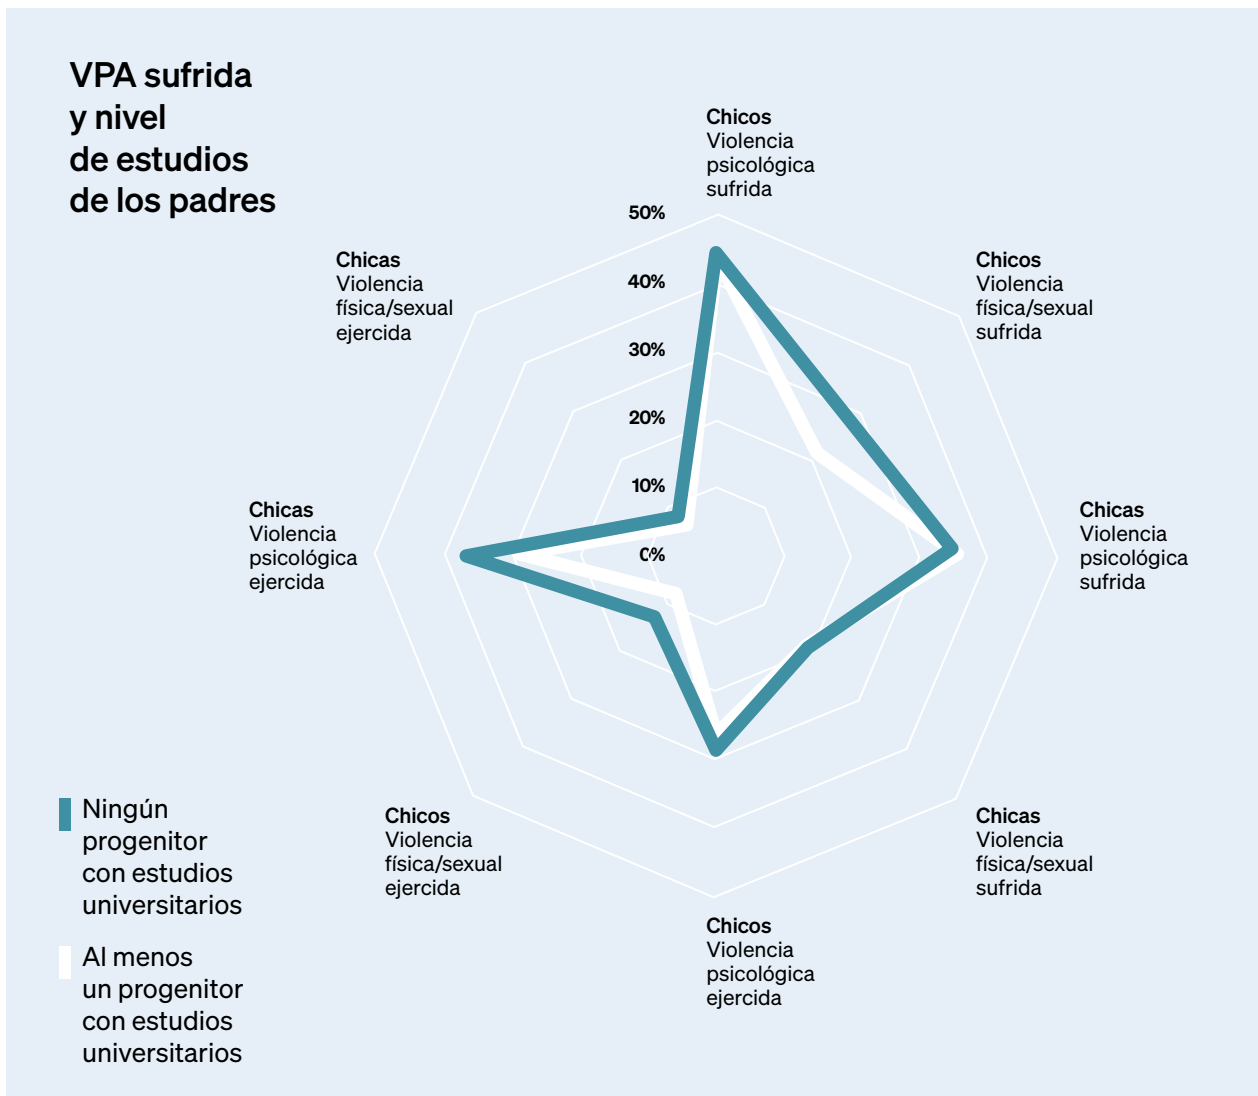 VPA sufrida
y nivel
de estudios
de los padres
Chicos
Violencia
psicológica
sufrida
Chicos
Violencia
física/sexual
sufrida
Chicas
Violencia
psicológica
sufrida
Chicas
Violencia
física/sexual
sufrida
Chicos
Violencia
psicológica
ejercida
Chicos
Violencia
física/sexual
ejercida
Chicas
Violencia
psicológica
ejercida
Chicas
Violencia
física/sexual
ejercida
50%
40%
30%
20%
10%
0%
Ningún
progenitor
con estudios
universitarios
Al menos
un progenitor
con estudios
universitarios